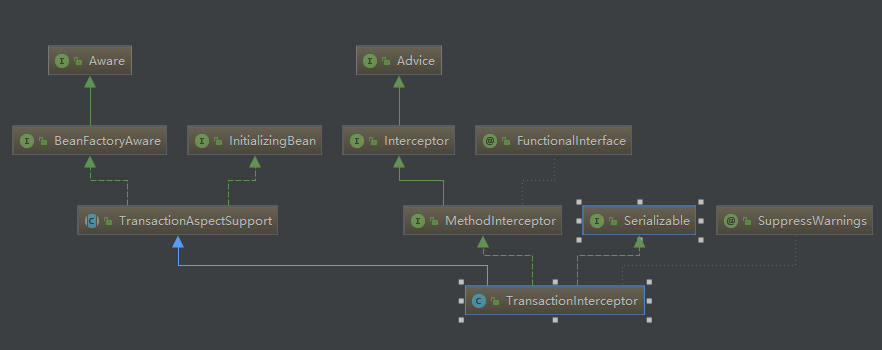 I Aware
I Advice
I BeanFactoryAware
I InitializingBean
I Interceptor
@ FunctionalInterface
C TransactionAspectSupport
I MethodInterceptor
I Serializable
@ SuppressWarnings
C TransactionInterceptor